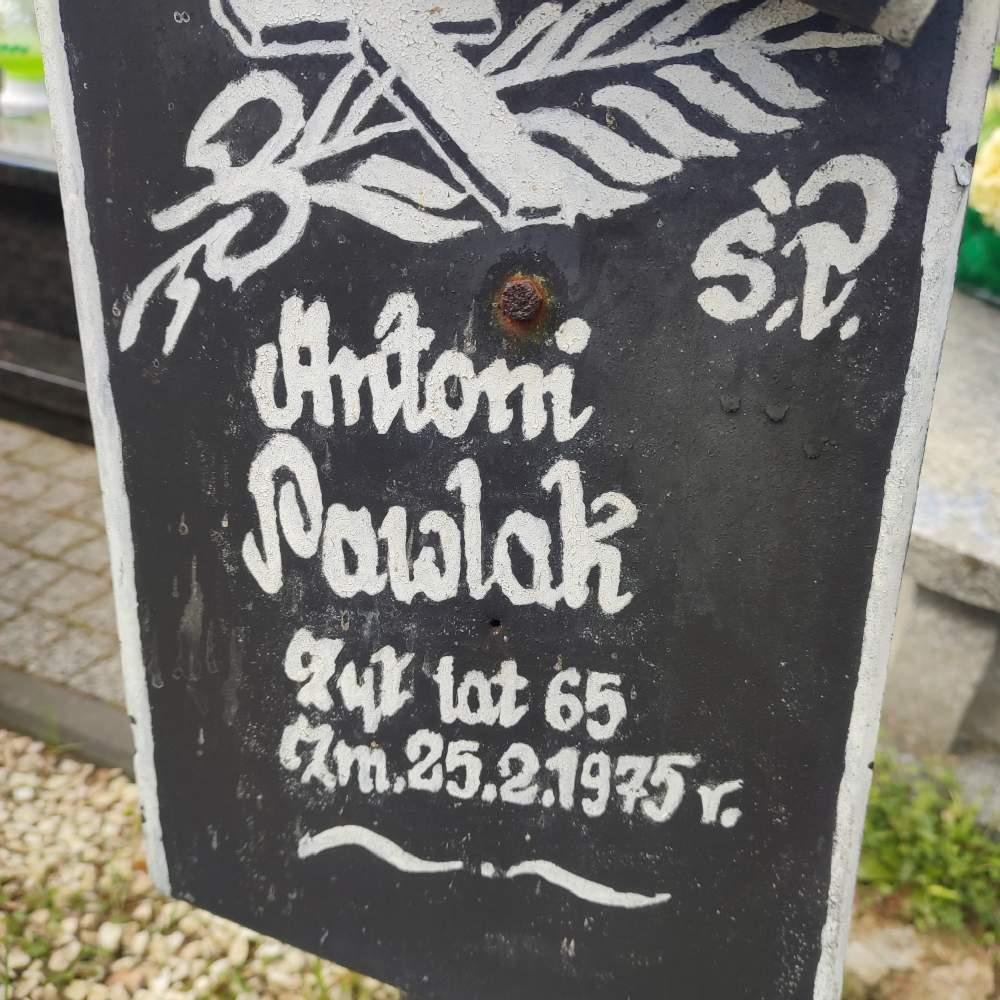 Ś.P.
Antoni
Pawlak
Żył lat 65
Zm. 25.2.1975 r.